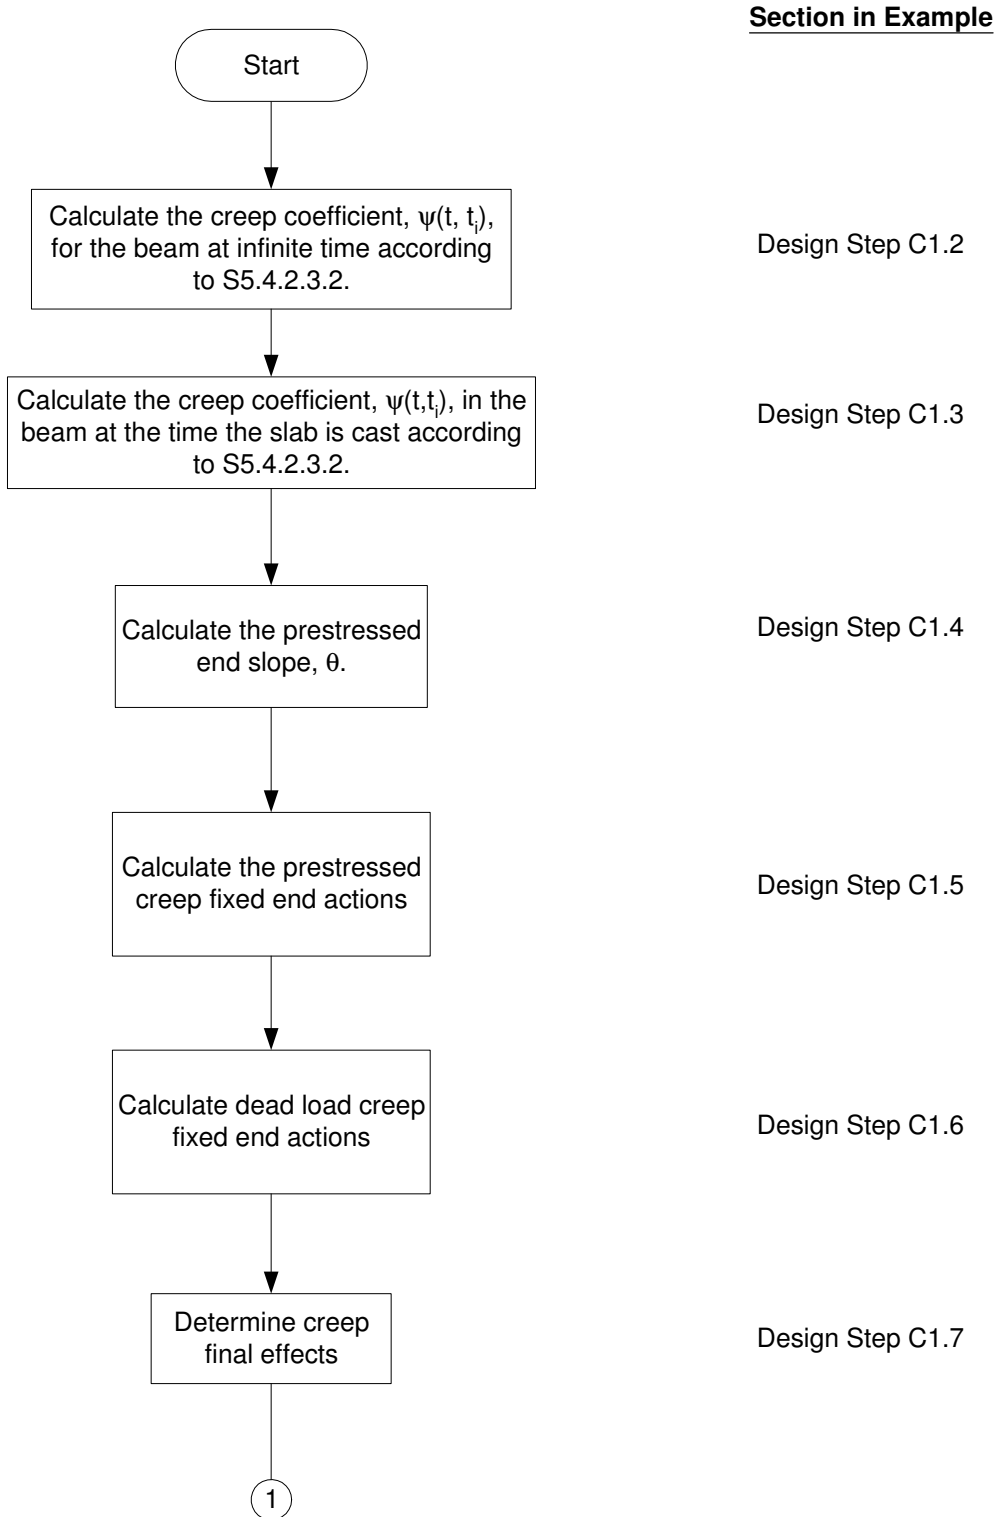 Section in Example
Start
Calculate the creep coefficient, ψ(t, tᵢ),
for the beam at infinite time according
to S5.4.2.3.2.
Design Step C1.2
Calculate the creep coefficient, ψ(t,tᵢ), in the
beam at the time the slab is cast according
to S5.4.2.3.2.
Design Step C1.3
Calculate the prestressed
end slope, θ.
Design Step C1.4
Calculate the prestressed
creep fixed end actions
Design Step C1.5
Calculate dead load creep
fixed end actions
Design Step C1.6
Determine creep
final effects
Design Step C1.7
1